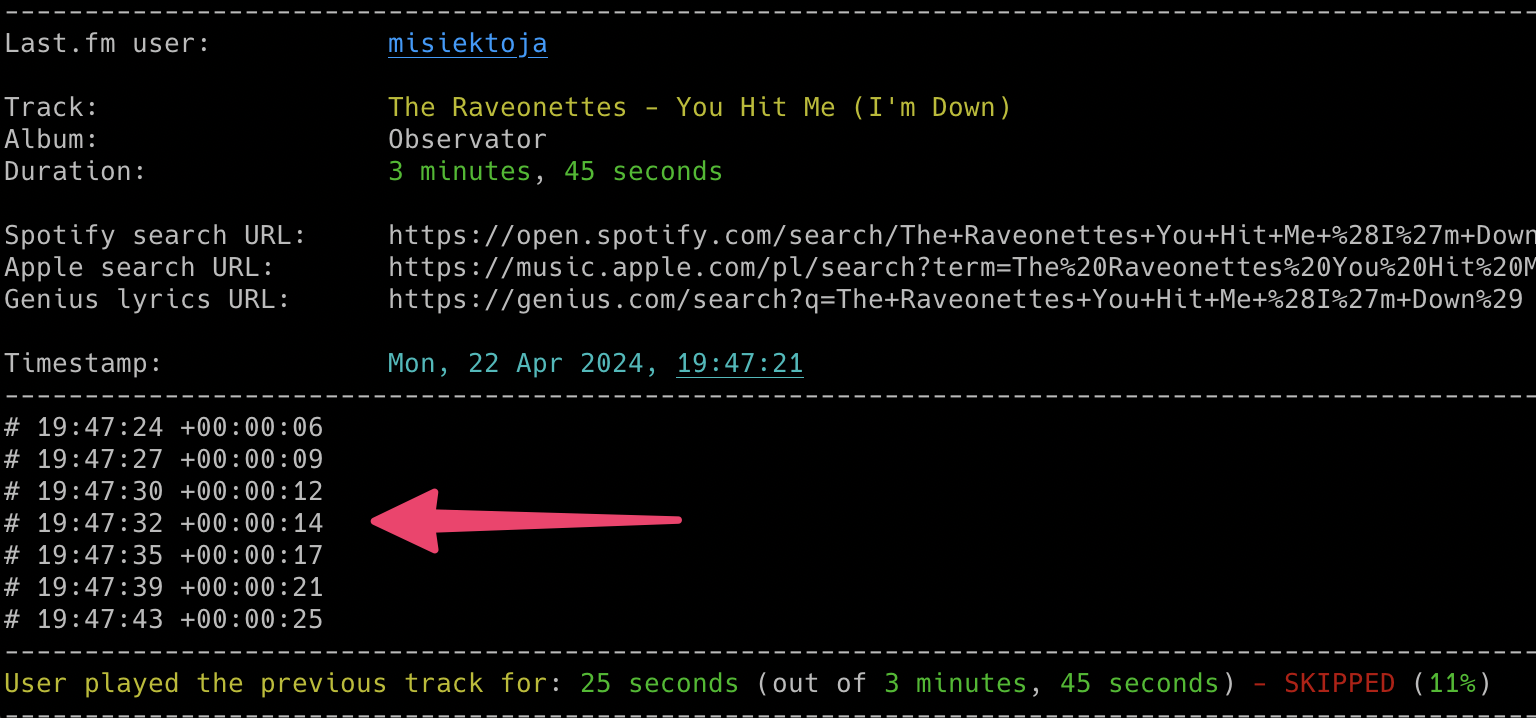 --------------------------------------------------------------------------------
Last.fm user: misiektoja
Track: The Raveonettes - You Hit Me (I'm Down)
Album: Observator
Duration: 3 minutes, 45 seconds
Spotify search URL: https://open.spotify.com/search/The+Raveonettes+You+Hit+Me+%28I%27m+Down
Apple search URL: https://music.apple.com/pl/search?term=The%20Raveonettes%20You%20Hit%20M
Genius lyrics URL: https://genius.com/search?q=The+Raveonettes+You+Hit+Me+%28I%27m+Down%29
Timestamp: Mon, 22 Apr 2024, 19:47:21
--------------------------------------------------------------------------------
# 19:47:24 +00:00:06
# 19:47:27 +00:00:09
# 19:47:30 +00:00:12
# 19:47:32 +00:00:14
# 19:47:35 +00:00:17
# 19:47:39 +00:00:21
# 19:47:43 +00:00:25
--------------------------------------------------------------------------------
User played the previous track for: 25 seconds (out of 3 minutes, 45 seconds) - SKIPPED (11%)
--------------------------------------------------------------------------------